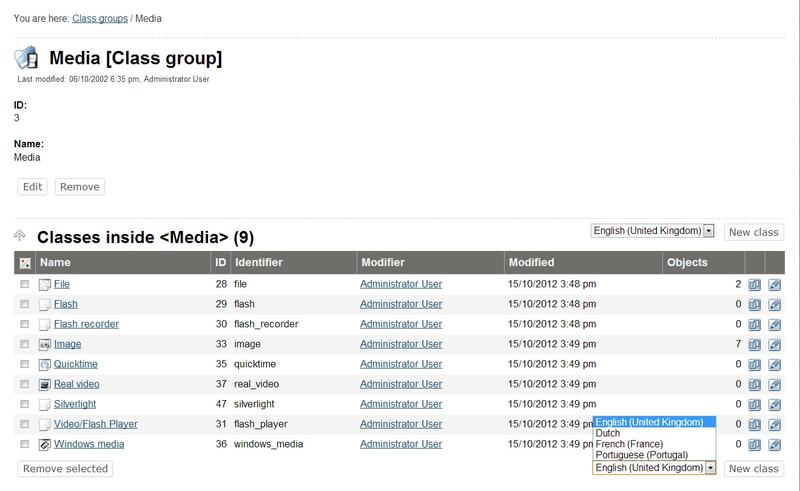 You are here: Class groups / Media
Media [Class group]
Last modified: 06/10/2002 6:35 pm, Administrator User
ID:
3
Name:
Media
Edit Remove
Classes inside <Media> (9) English (United Kingdom) New class
Name ID Identifier Modifier Modified Objects
File 28 file Administrator User 15/10/2012 3:48 pm 2
Flash 29 flash Administrator User 15/10/2012 3:48 pm 0
Flash recorder 30 flash_recorder Administrator User 15/10/2012 3:48 pm 0
Image 33 image Administrator User 15/10/2012 3:49 pm 7
Quicktime 35 quicktime Administrator User 15/10/2012 3:49 pm 0
Real video 37 real_video Administrator User 15/10/2012 3:49 pm 0
Silverlight 47 silverlight Administrator User 15/10/2012 3:49 pm 0
Video/Flash Player 31 flash_player Administrator User 15/10/2012 3:49 pm 0
Windows media 36 windows_media Administrator User 15/10/2012 3:49 pm 0
English (United Kingdom)
Dutch
French (France)
Portuguese (Portugal)
Remove selected English (United Kingdom) New class